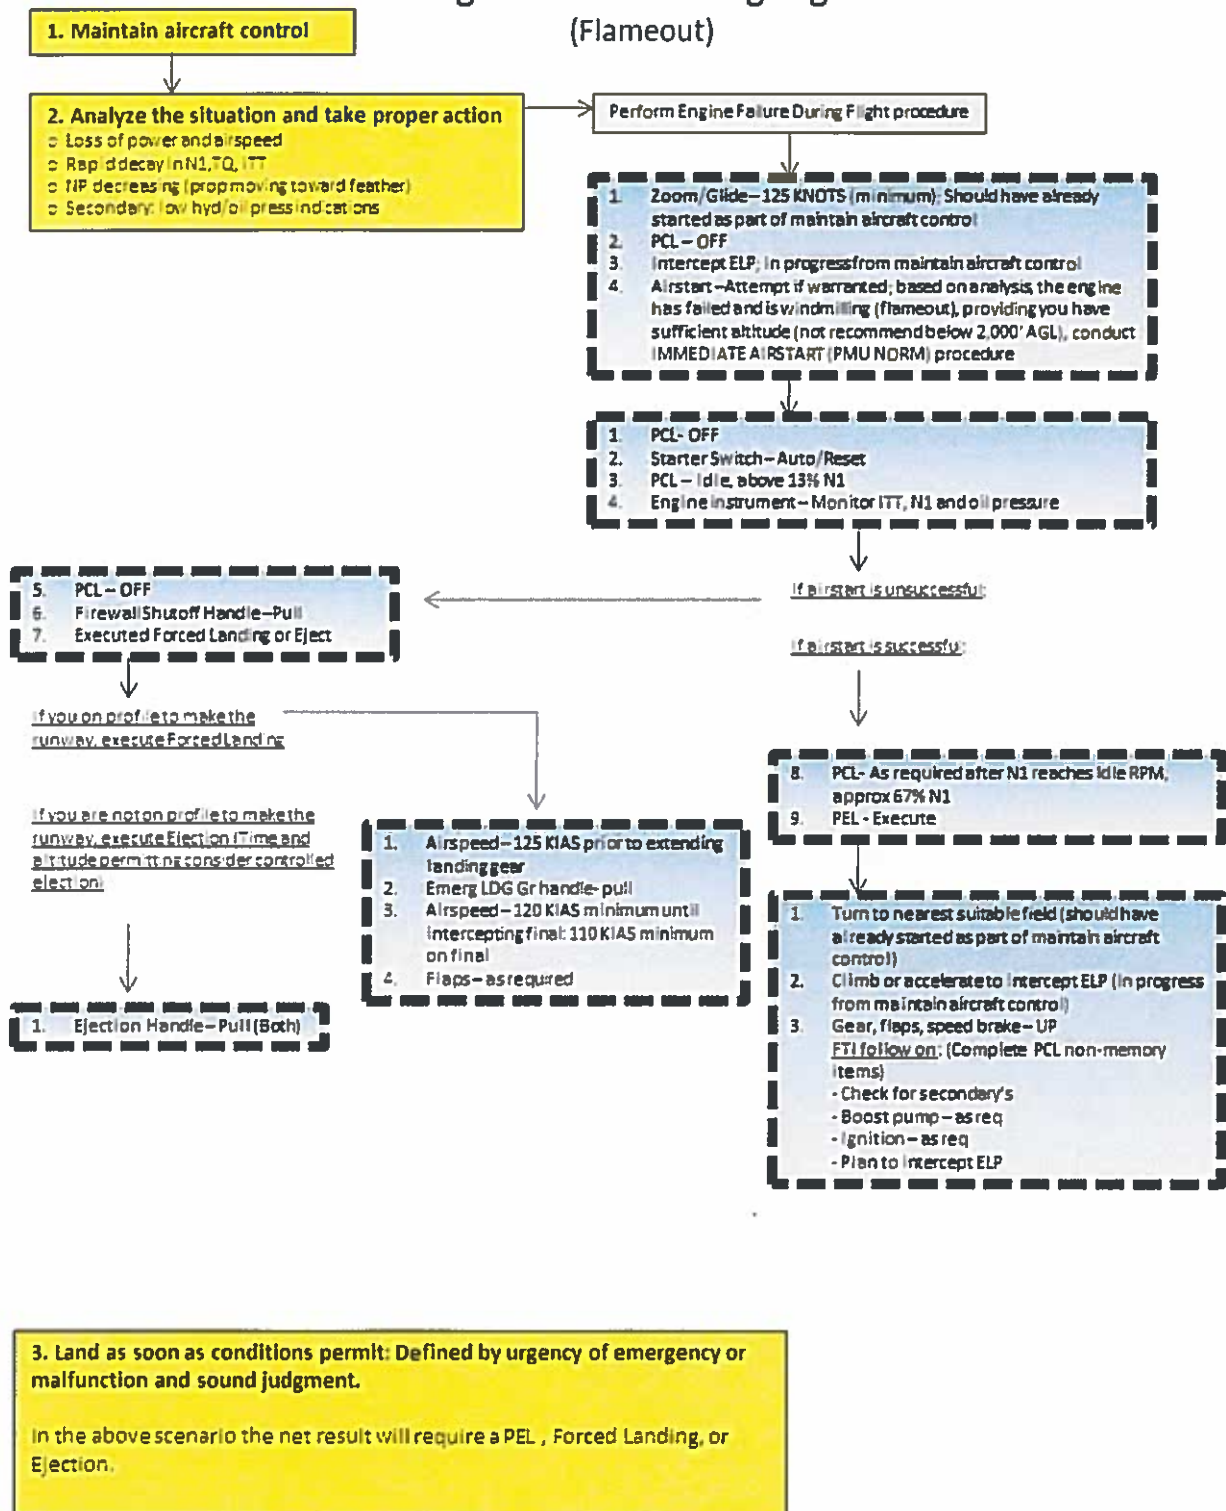 (Flameout)
1. Maintain aircraft control
2. Analyze the situation and take proper action
o Loss of power and airspeed
o Rapid decay in N1, TQ, ITT
o NP decreasing (prop moving toward feather)
o Secondary: low hyd/oil press indications
Perform Engine Failure During Flight procedure
1. Zoom/Glide – 125 KNOTS (minimum); Should have already
started as part of maintain aircraft control
2. PCL – OFF
3. Intercept ELP; in progress from maintain aircraft control
4. Airstart – Attempt if warranted; based on analysis, the engine
has failed and is windmilling (flameout), providing you have
sufficient altitude (not recommend below 2,000' AGL), conduct
IMMEDIATE AIRSTART (PMU NORM) procedure
1. PCL- OFF
2. Starter Switch – Auto/Reset
3. PCL – Idle, above 13% N1
4. Engine instrument – Monitor ITT, N1 and oil pressure
If airstart is unsuccessful:
If airstart is successful:
5. PCL – OFF
6. Firewall Shutoff Handle – Pull
7. Executed Forced Landing or Eject
If you on profile to make the
runway, execute Forced Landing
If you are not on profile to make the
runway, execute Ejection (Time and
altitude permitting consider controlled
ejection)
1. Ejection Handle – Pull (Both)
1. Airspeed – 125 KIAS prior to extending
landing gear
2. Emerg LDG Gr handle- pull
3. Airspeed – 120 KIAS minimum until
intercepting final: 110 KIAS minimum
on final
4. Flaps – as required
8. PCL- As required after N1 reaches idle RPM,
approx 67% N1
9. PEL - Execute
1. Turn to nearest suitable field (should have
already started as part of maintain aircraft
control)
2. Climb or accelerate to intercept ELP (in progress
from maintain aircraft control)
3. Gear, flaps, speed brake – UP
FTI follow on: (Complete PCL non-memory
items)
- Check for secondary's
- Boost pump – as req
- Ignition – as req
- Plan to intercept ELP
3. Land as soon as conditions permit: Defined by urgency of emergency or
malfunction and sound judgment.
In the above scenario the net result will require a PEL , Forced Landing, or
Ejection.